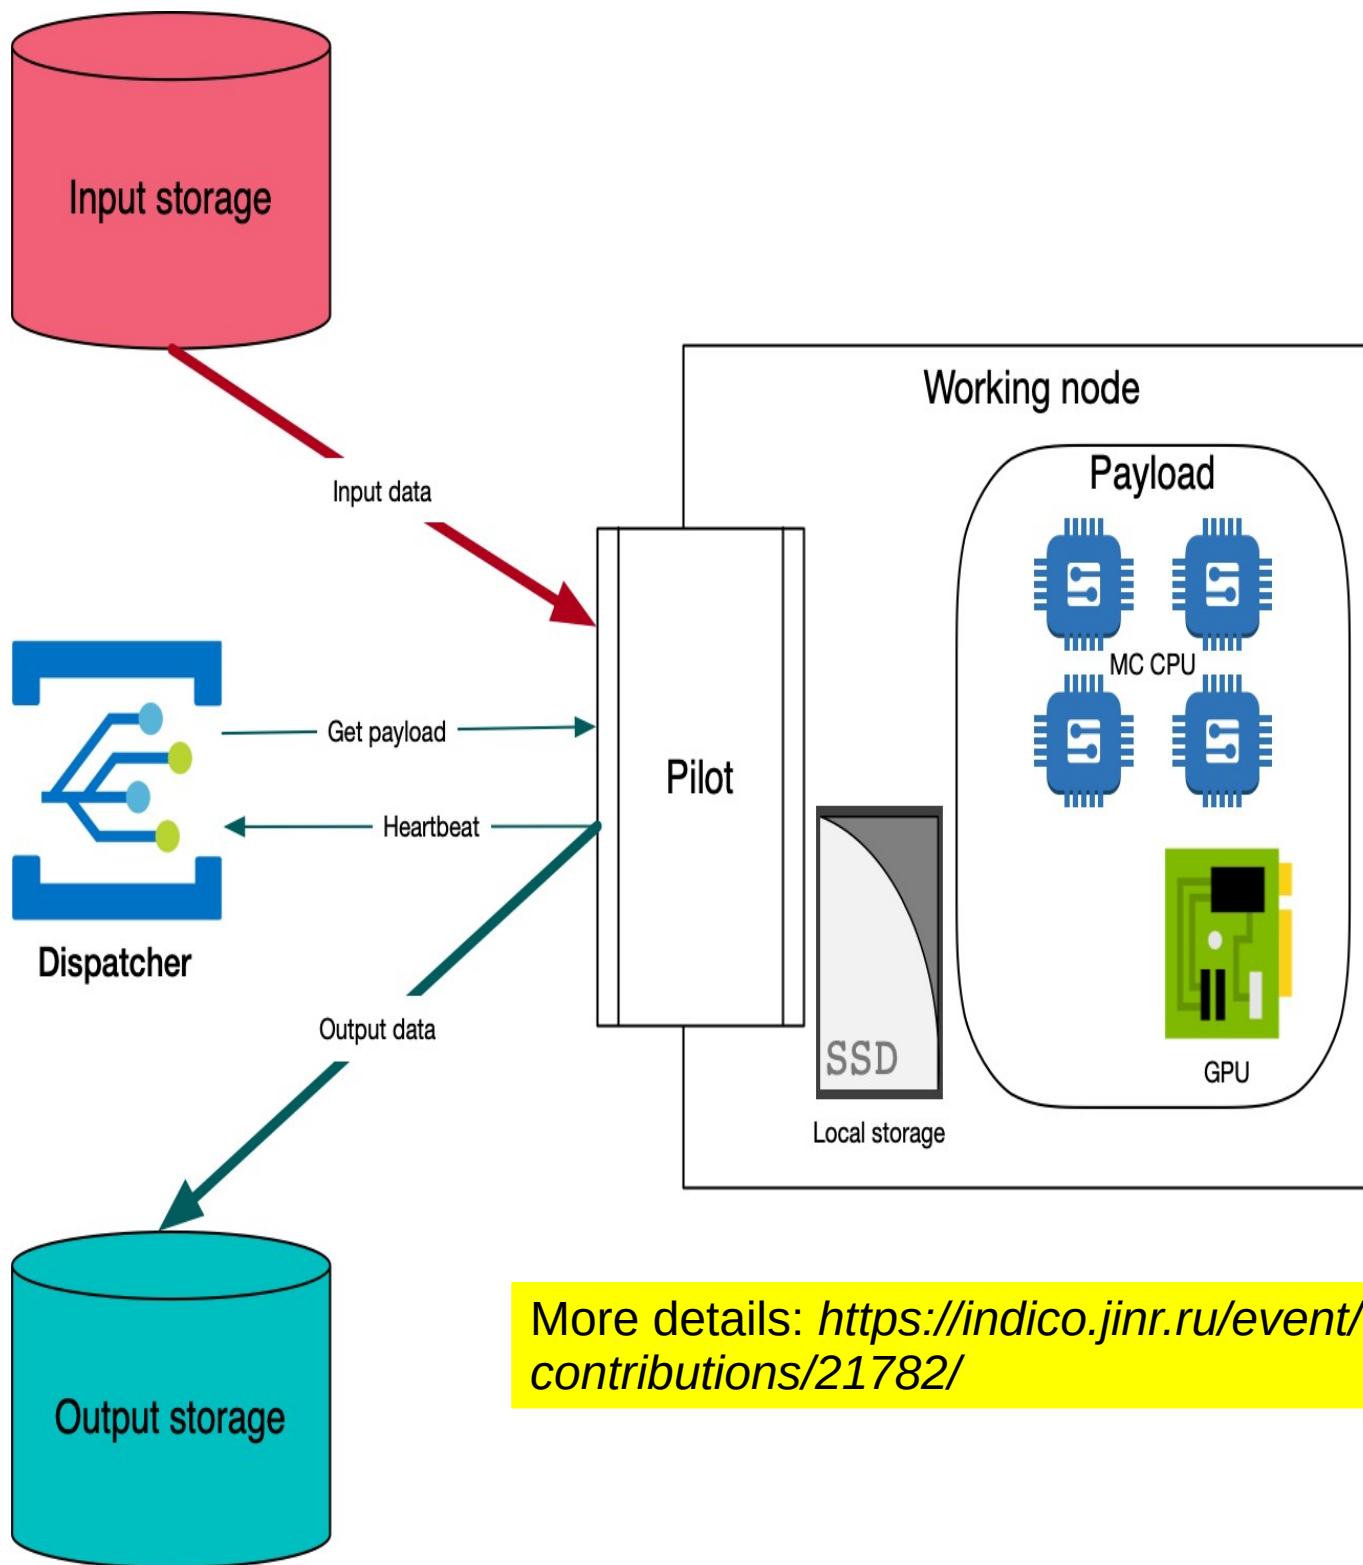 Input storage
Working node
Payload
Input data
MC CPU
Get payload
Pilot
Heartbeat
Dispatcher
Output data
SSD
GPU
Local storage
More details: https://indico.jinr.ru/event/
contributions/21782/
Output storage